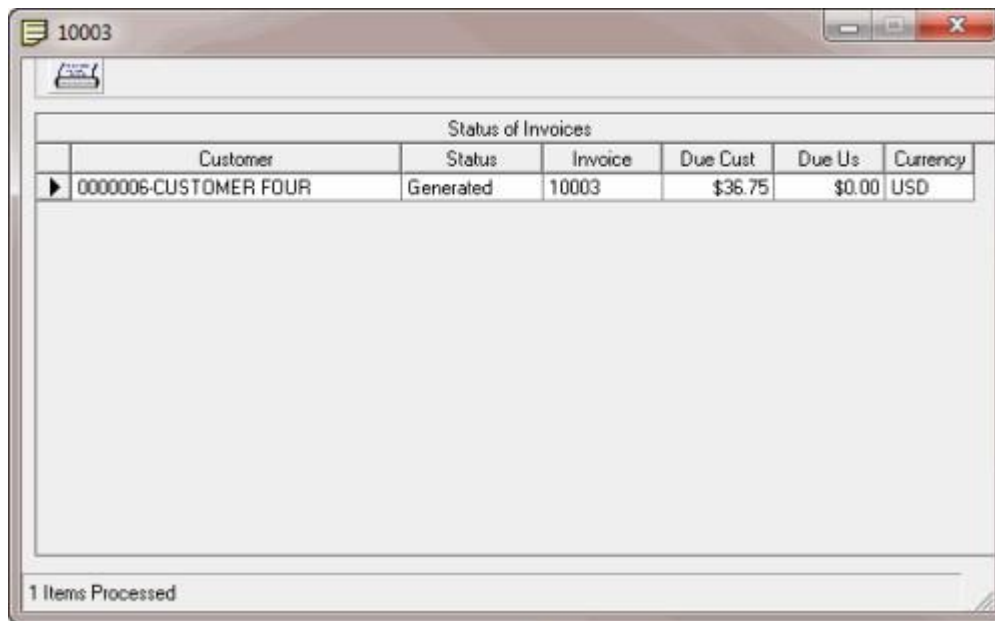 10003
Status of Invoices
Customer Status Invoice Due Cust Due Us Currency
0000006-CUSTOMER FOUR Generated 10003 $36.75 $0.00 USD
1 Items Processed